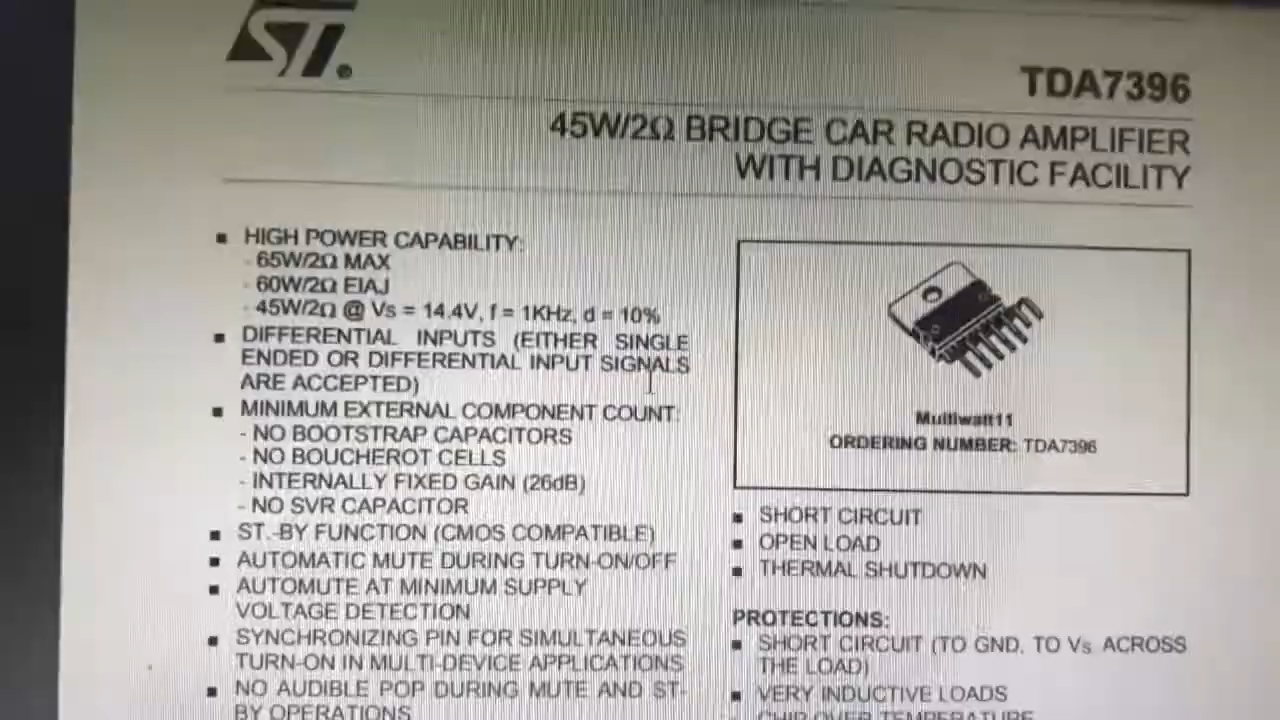 ST.
TDA7396
45W/2Ω BRIDGE CAR RADIO AMPLIFIER
WITH DIAGNOSTIC FACILITY
■ HIGH POWER CAPABILITY:
- 65W/2Ω MAX
- 60W/2Ω EIAJ
- 45W/2Ω @ Vs = 14.4V, f = 1KHz, d = 10%
■ DIFFERENTIAL INPUTS (EITHER SINGLE
ENDED OR DIFFERENTIAL INPUT SIGNALS
ARE ACCEPTED)
■ MINIMUM EXTERNAL COMPONENT COUNT:
- NO BOOTSTRAP CAPACITORS
- NO BOUCHEROT CELLS
- INTERNALLY FIXED GAIN (26dB)
- NO SVR CAPACITOR
■ ST.-BY FUNCTION (CMOS COMPATIBLE)
■ AUTOMATIC MUTE DURING TURN-ON/OFF
■ AUTOMUTE AT MINIMUM SUPPLY
VOLTAGE DETECTION
■ SYNCHRONIZING PIN FOR SIMULTANEOUS
TURN-ON IN MULTI-DEVICE APPLICATIONS
■ NO AUDIBLE POP DURING MUTE AND ST-
BY OPERATIONS
Multiwatt11
ORDERING NUMBER: TDA7396
■ SHORT CIRCUIT
■ OPEN LOAD
■ THERMAL SHUTDOWN
PROTECTIONS:
■ SHORT CIRCUIT (TO GND, TO Vs, ACROSS
THE LOAD)
■ VERY INDUCTIVE LOADS
■ CHIP OVER TEMPERATURE